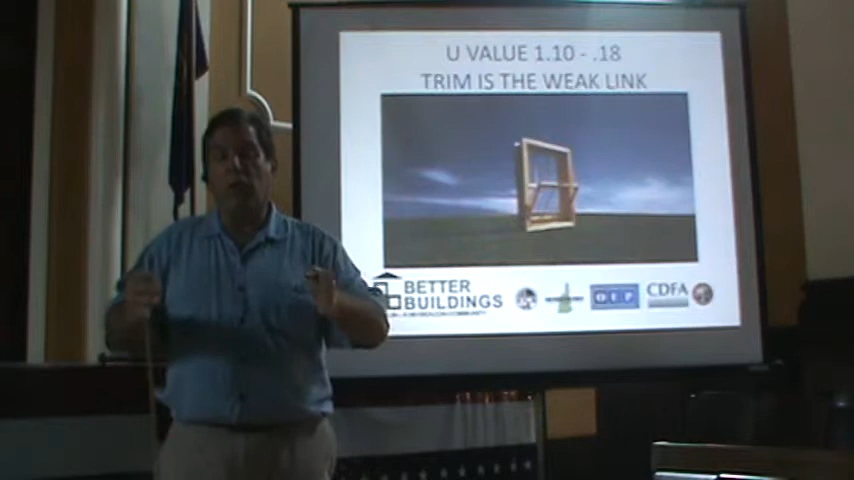 U VALUE 1.10 - .18
TRIM IS THE WEAK LINK
BETTER
BUILDINGS
CDFA